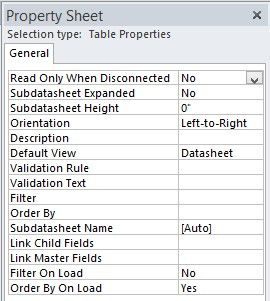 Property Sheet
Selection type: Table Properties
General
Read Only When Disconnected No
Subdatasheet Expanded No
Subdatasheet Height 0"
Orientation Left-to-Right
Description
Default View Datasheet
Validation Rule
Validation Text
Filter
Order By
Subdatasheet Name [Auto]
Link Child Fields
Link Master Fields
Filter On Load No
Order By On Load Yes